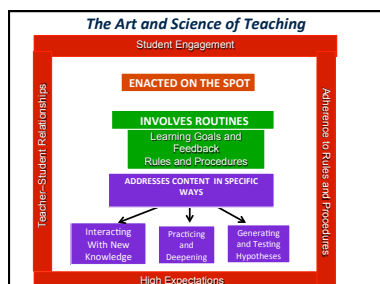 The Art and Science of Teaching
Student Engagement
Teacher–Student Relationships
Adherence to Rules and Procedures
ENACTED ON THE SPOT
INVOLVES ROUTINES
Learning Goals and
Feedback
Rules and Procedures
ADDRESSES CONTENT IN SPECIFIC
WAYS
Interacting
With New
Knowledge
Practicing
and
Deepening
Generating
and Testing
Hypotheses
High Expectations